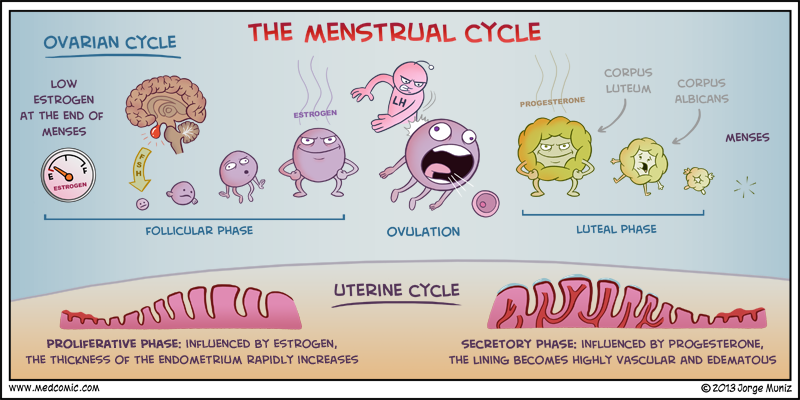 THE MENSTRUAL CYCLE
OVARIAN CYCLE
LOW
ESTROGEN
AT THE END OF
MENSES
E
F
ESTROGEN
FSH
ESTROGEN
LH
PROGESTERONE
CORPUS
LUTEUM
CORPUS
ALBICANS
MENSES
FOLLICULAR PHASE
OVULATION
LUTEAL PHASE
UTERINE CYCLE
PROLIFERATIVE PHASE: INFLUENCED BY ESTROGEN,
THE THICKNESS OF THE ENDOMETRIUM RAPIDLY INCREASES
SECRETORY PHASE: INFLUENCED BY PROGESTERONE,
THE LINING BECOMES HIGHLY VASCULAR AND EDEMATOUS
www.medcomic.com
© 2013 Jorge Muniz